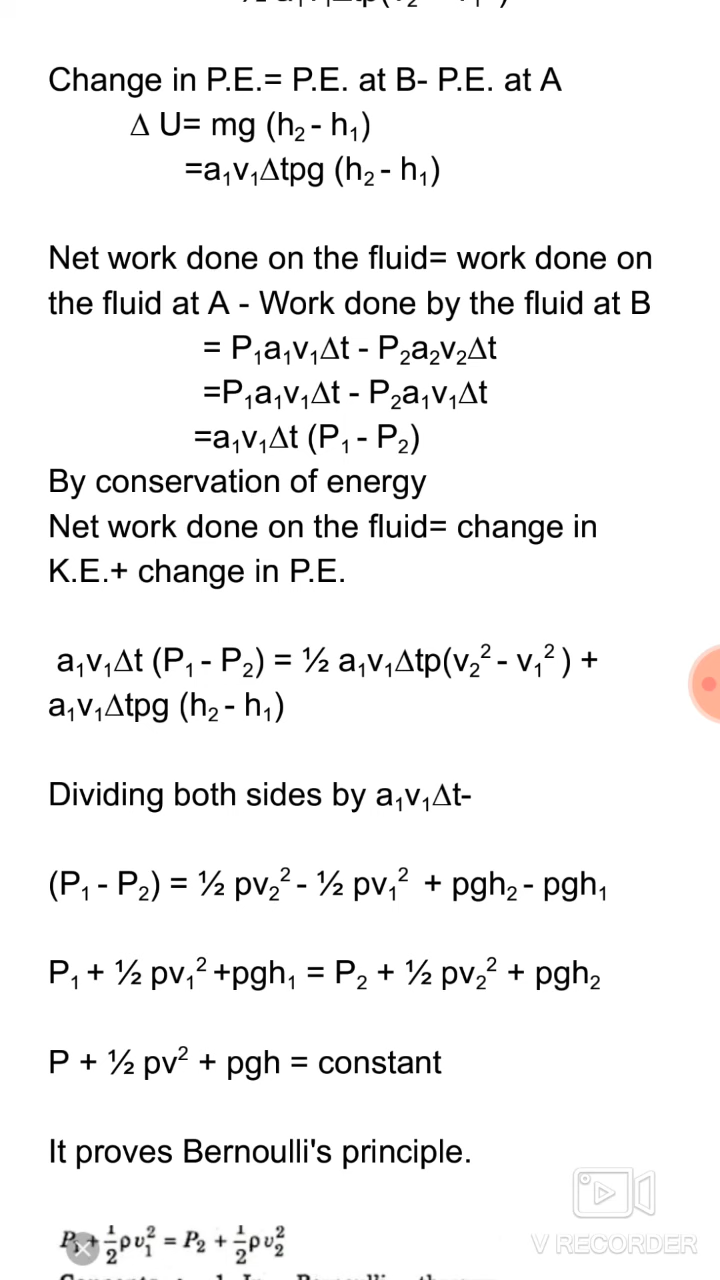 Change in P.E.= P.E. at B- P.E. at A
Δ U= mg (h₂ - h₁)
=a₁v₁Δtpg (h₂ - h₁)
Net work done on the fluid= work done on
the fluid at A - Work done by the fluid at B
= P₁a₁v₁Δt - P₂a₂v₂Δt
=P₁a₁v₁Δt - P₂a₁v₁Δt
=a₁v₁Δt (P₁ - P₂)
By conservation of energy
Net work done on the fluid= change in
K.E.+ change in P.E.
a₁v₁Δt (P₁ - P₂) = ½ a₁v₁Δtp(v₂² - v₁² ) +
a₁v₁Δtpg (h₂ - h₁)
Dividing both sides by a₁v₁Δt-
(P₁ - P₂) = ½ pv₂² - ½ pv₁² + pgh₂ - pgh₁
P₁ + ½ pv₁² +pgh₁ = P₂ + ½ pv₂² + pgh₂
P + ½ pv² + pgh = constant
It proves Bernoulli's principle.
P₁ + ½ρv₁² = P₂ + ½ρv₂²
V RECORDER